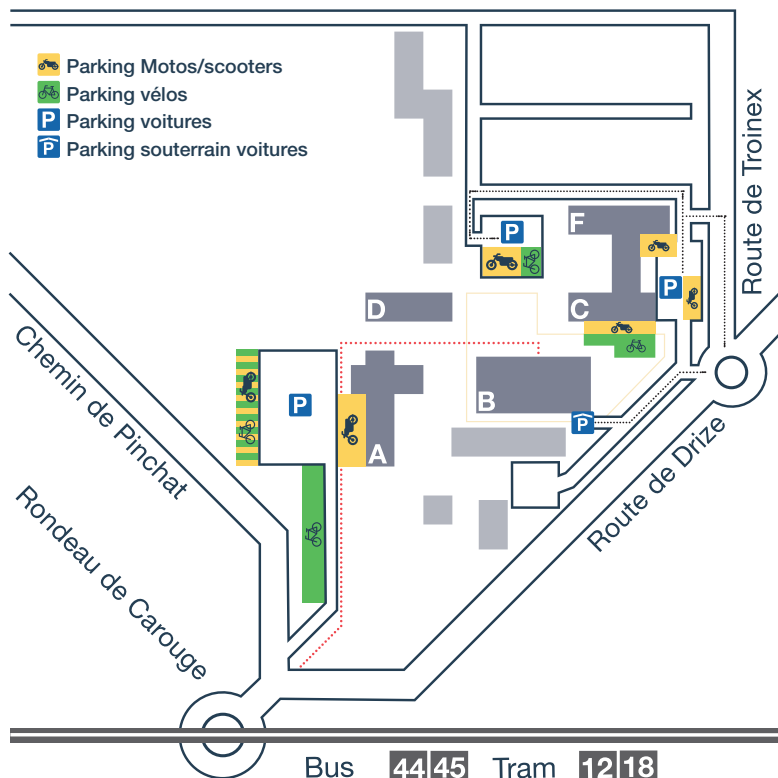 Parking Motos/scooters
Parking vélos
P Parking voitures
P Parking souterrain voitures
Route de Troinex
F
P
P
D
C
Chemin de Pinchat
P
B
P
A
Route de Drize
Rondeau de Carouge
Bus 44 45 Tram 12 18